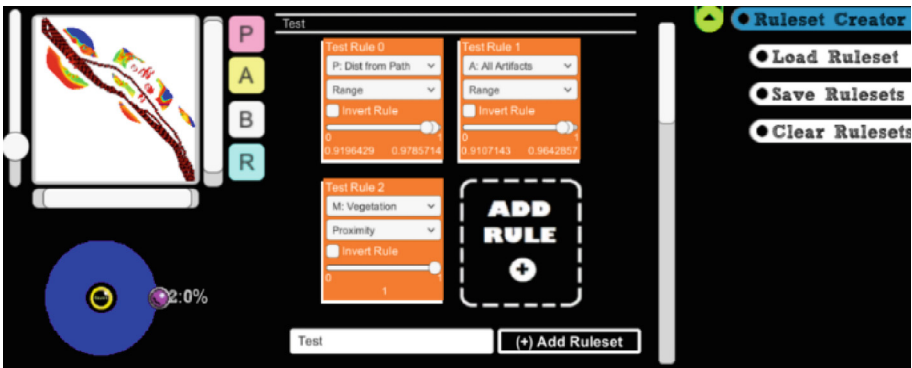 P
A
B
R
2:0%
Test
Test Rule 0
P: Dist from Path
Range
Invert Rule
0 1
0.9196429 0.9785714
Test Rule 1
A: All Artifacts
Range
Invert Rule
0 1
0.9107143 0.9642857
Test Rule 2
M: Vegetation
Proximity
Invert Rule
0 1
1
ADD
RULE
Test
(+) Add Ruleset
Ruleset Creator
Load Ruleset
Save Rulesets
Clear Rulesets